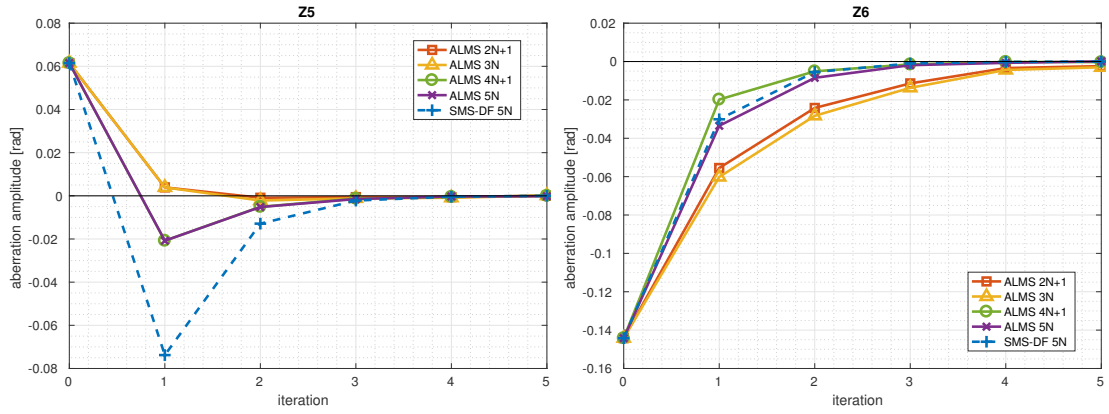 Z5
0.08
0.06
0.04
0.02
0
-0.02
-0.04
-0.06
-0.08
aberration amplitude [rad]
ALMS 2N+1
ALMS 3N
ALMS 4N+1
ALMS 5N
SMS-DF 5N
0 1 2 3 4 5
iteration
Z6
0.02
0
-0.02
-0.04
-0.06
-0.08
-0.1
-0.12
-0.14
-0.16
aberration amplitude [rad]
ALMS 2N+1
ALMS 3N
ALMS 4N+1
ALMS 5N
SMS-DF 5N
0 1 2 3 4 5
iteration